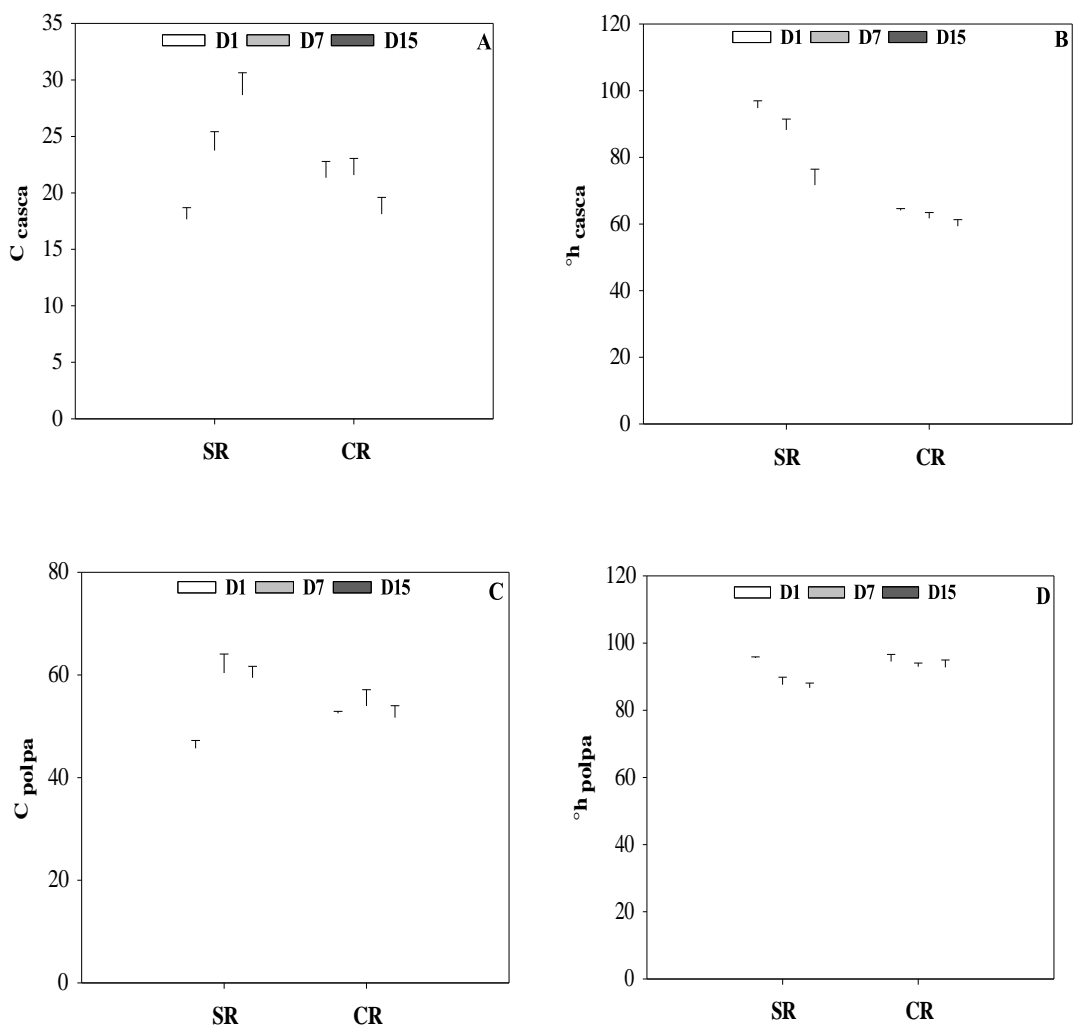 D1 D7 D15 A
35
30
25
20
15
10
5
0
C casca
SR CR
D1 D7 D15 B
120
100
80
60
40
20
0
°h casca
SR CR
D1 D7 D15 C
80
60
40
20
0
C polpa
SR CR
D1 D7 D15 D
120
100
80
60
40
20
0
°h polpa
SR CR